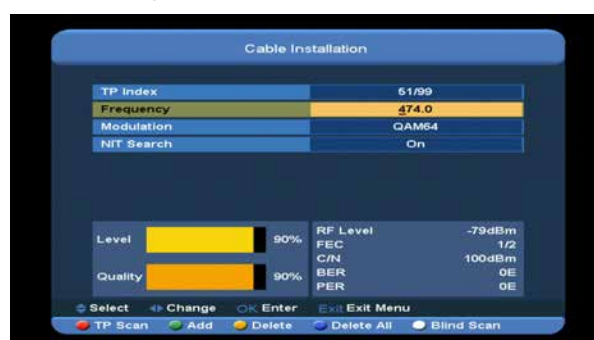 Cable Installation
TP Index 51/99
Frequency 474.0
Modulation QAM64
NIT Search On
Level 90%
Quality 90%
RF Level -79dBm
FEC 1/2
C/N 100dBm
BER 0E
PER 0E
Select Change OK Enter Exit Exit Menu
TP Scan Add Delete Delete All Blind Scan